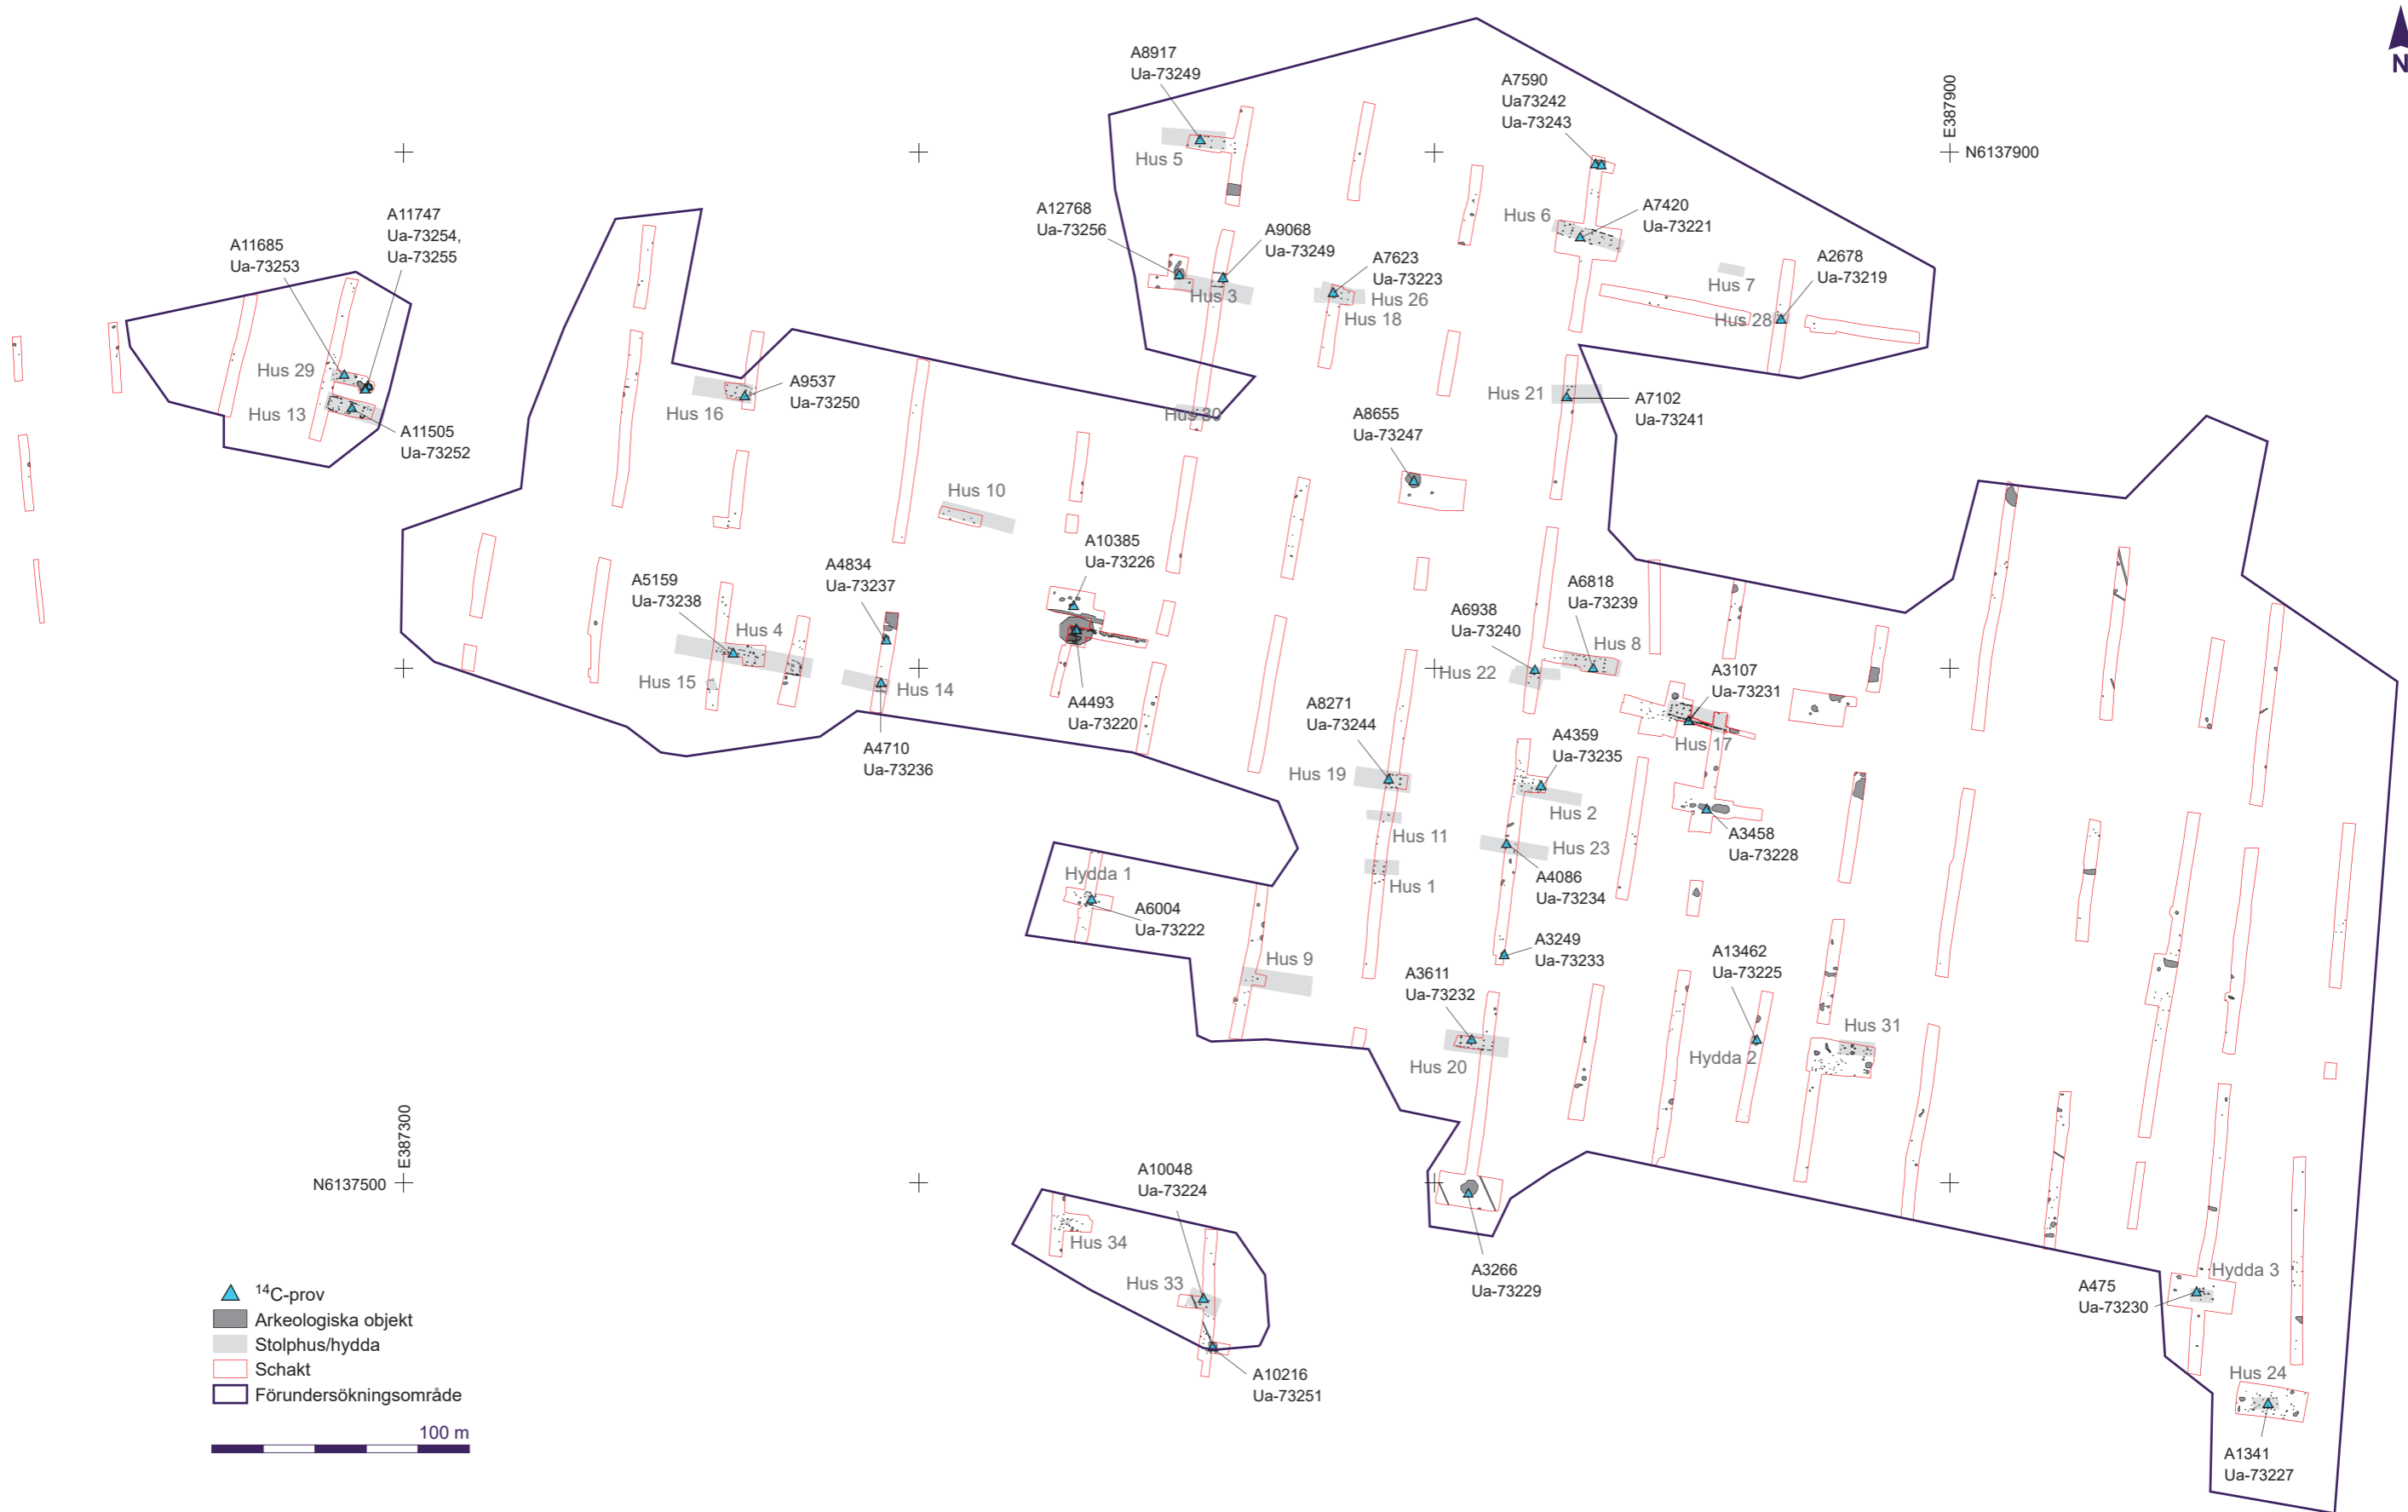 N
A8917
Ua-73249
Hus 5
A7590
Ua73242
Ua-73243
E387900
N6137900
A12768
Ua-73256
A9068
Ua-73249
Hus 3
A7623
Ua-73223
Hus 26
Hus 18
Hus 6
A7420
Ua-73221
Hus 7
A2678
Ua-73219
Hus 28
A11747
Ua-73254,
Ua-73255
A11685
Ua-73253
Hus 29
Hus 13
A11505
Ua-73252
Hus 16
A9537
Ua-73250
Hus 30
Hus 21
A7102
Ua-73241
A8655
Ua-73247
Hus 10
A10385
Ua-73226
A4834
Ua-73237
A5159
Ua-73238
Hus 4
Hus 15
Hus 14
A4710
Ua-73236
A4493
Ua-73220
A6818
Ua-73239
A6938
Ua-73240
Hus 8
Hus 22
A3107
Ua-73231
Hus 17
A8271
Ua-73244
A4359
Ua-73235
Hus 19
Hus 2
Hus 11
Hus 23
A3458
Ua-73228
Hus 1
A4086
Ua-73234
Hydda 1
A6004
Ua-73222
Hus 9
A3249
Ua-73233
A3611
Ua-73232
Hus 20
A13462
Ua-73225
Hydda 2
Hus 31
E387300
N6137500
A10048
Ua-73224
Hus 34
Hus 33
A10216
Ua-73251
A3266
Ua-73229
A475
Ua-73230
Hydda 3
Hus 24
A1341
Ua-73227
14C-prov
Arkeologiska objekt
Stolphus/hydda
Schakt
Förundersökningsområde
100 m